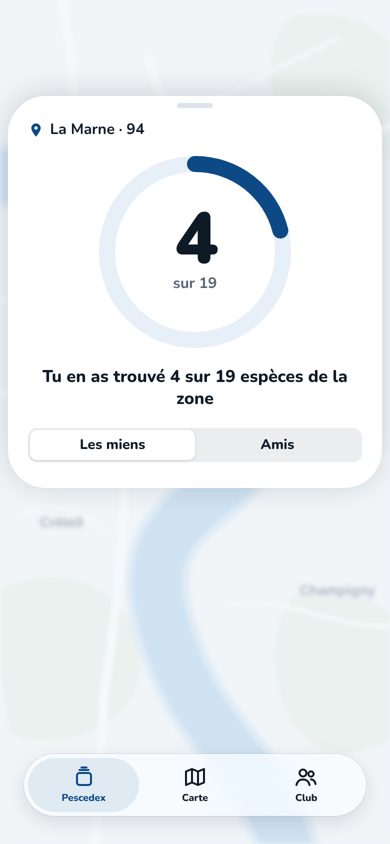 La Marne · 94
4
sur 19
Tu en as trouvé 4 sur 19 espèces de la
zone
Les miens
Amis
Créteil
Champigny
Pescedex
Carte
Club